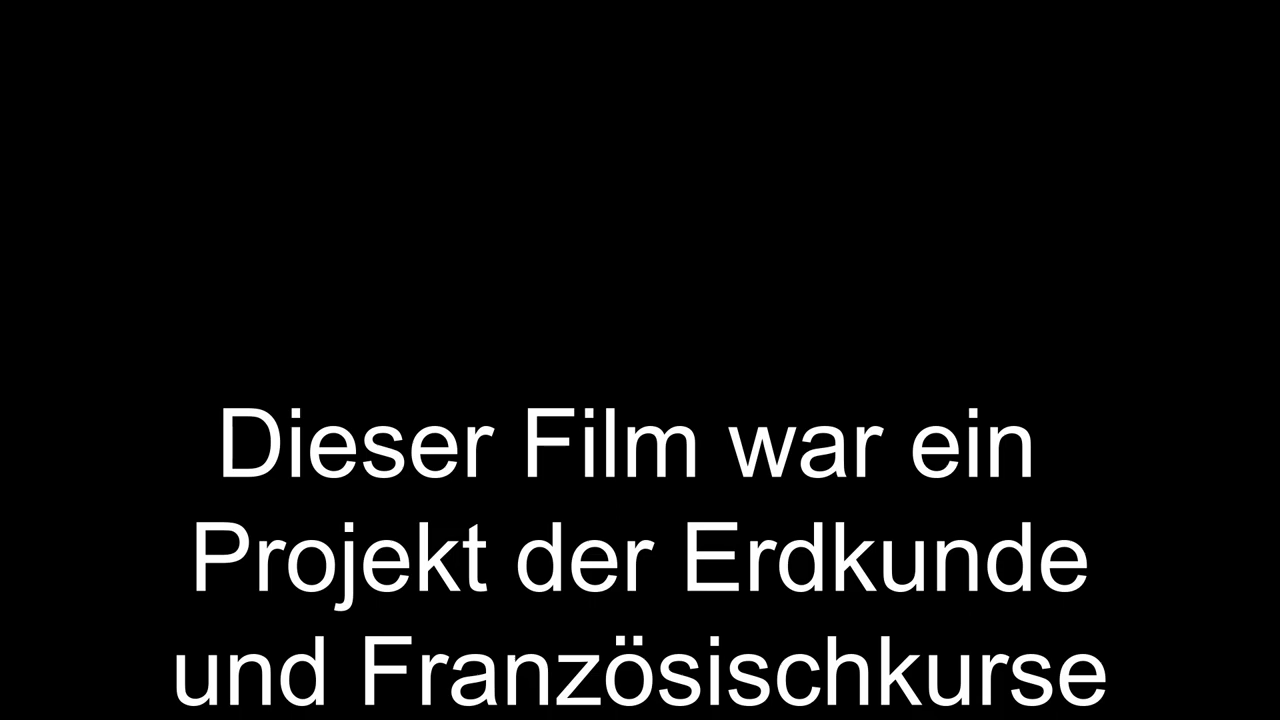 Dieser Film war ein
Projekt der Erdkunde
und Französischkurse